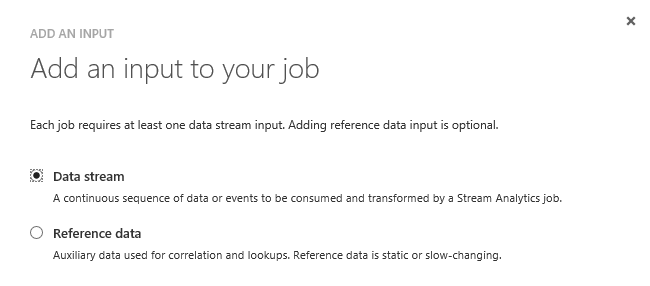 ADD AN INPUT
Add an input to your job
Each job requires at least one data stream input. Adding reference data input is optional.
Data stream
A continuous sequence of data or events to be consumed and transformed by a Stream Analytics job.
Reference data
Auxiliary data used for correlation and lookups. Reference data is static or slow-changing.